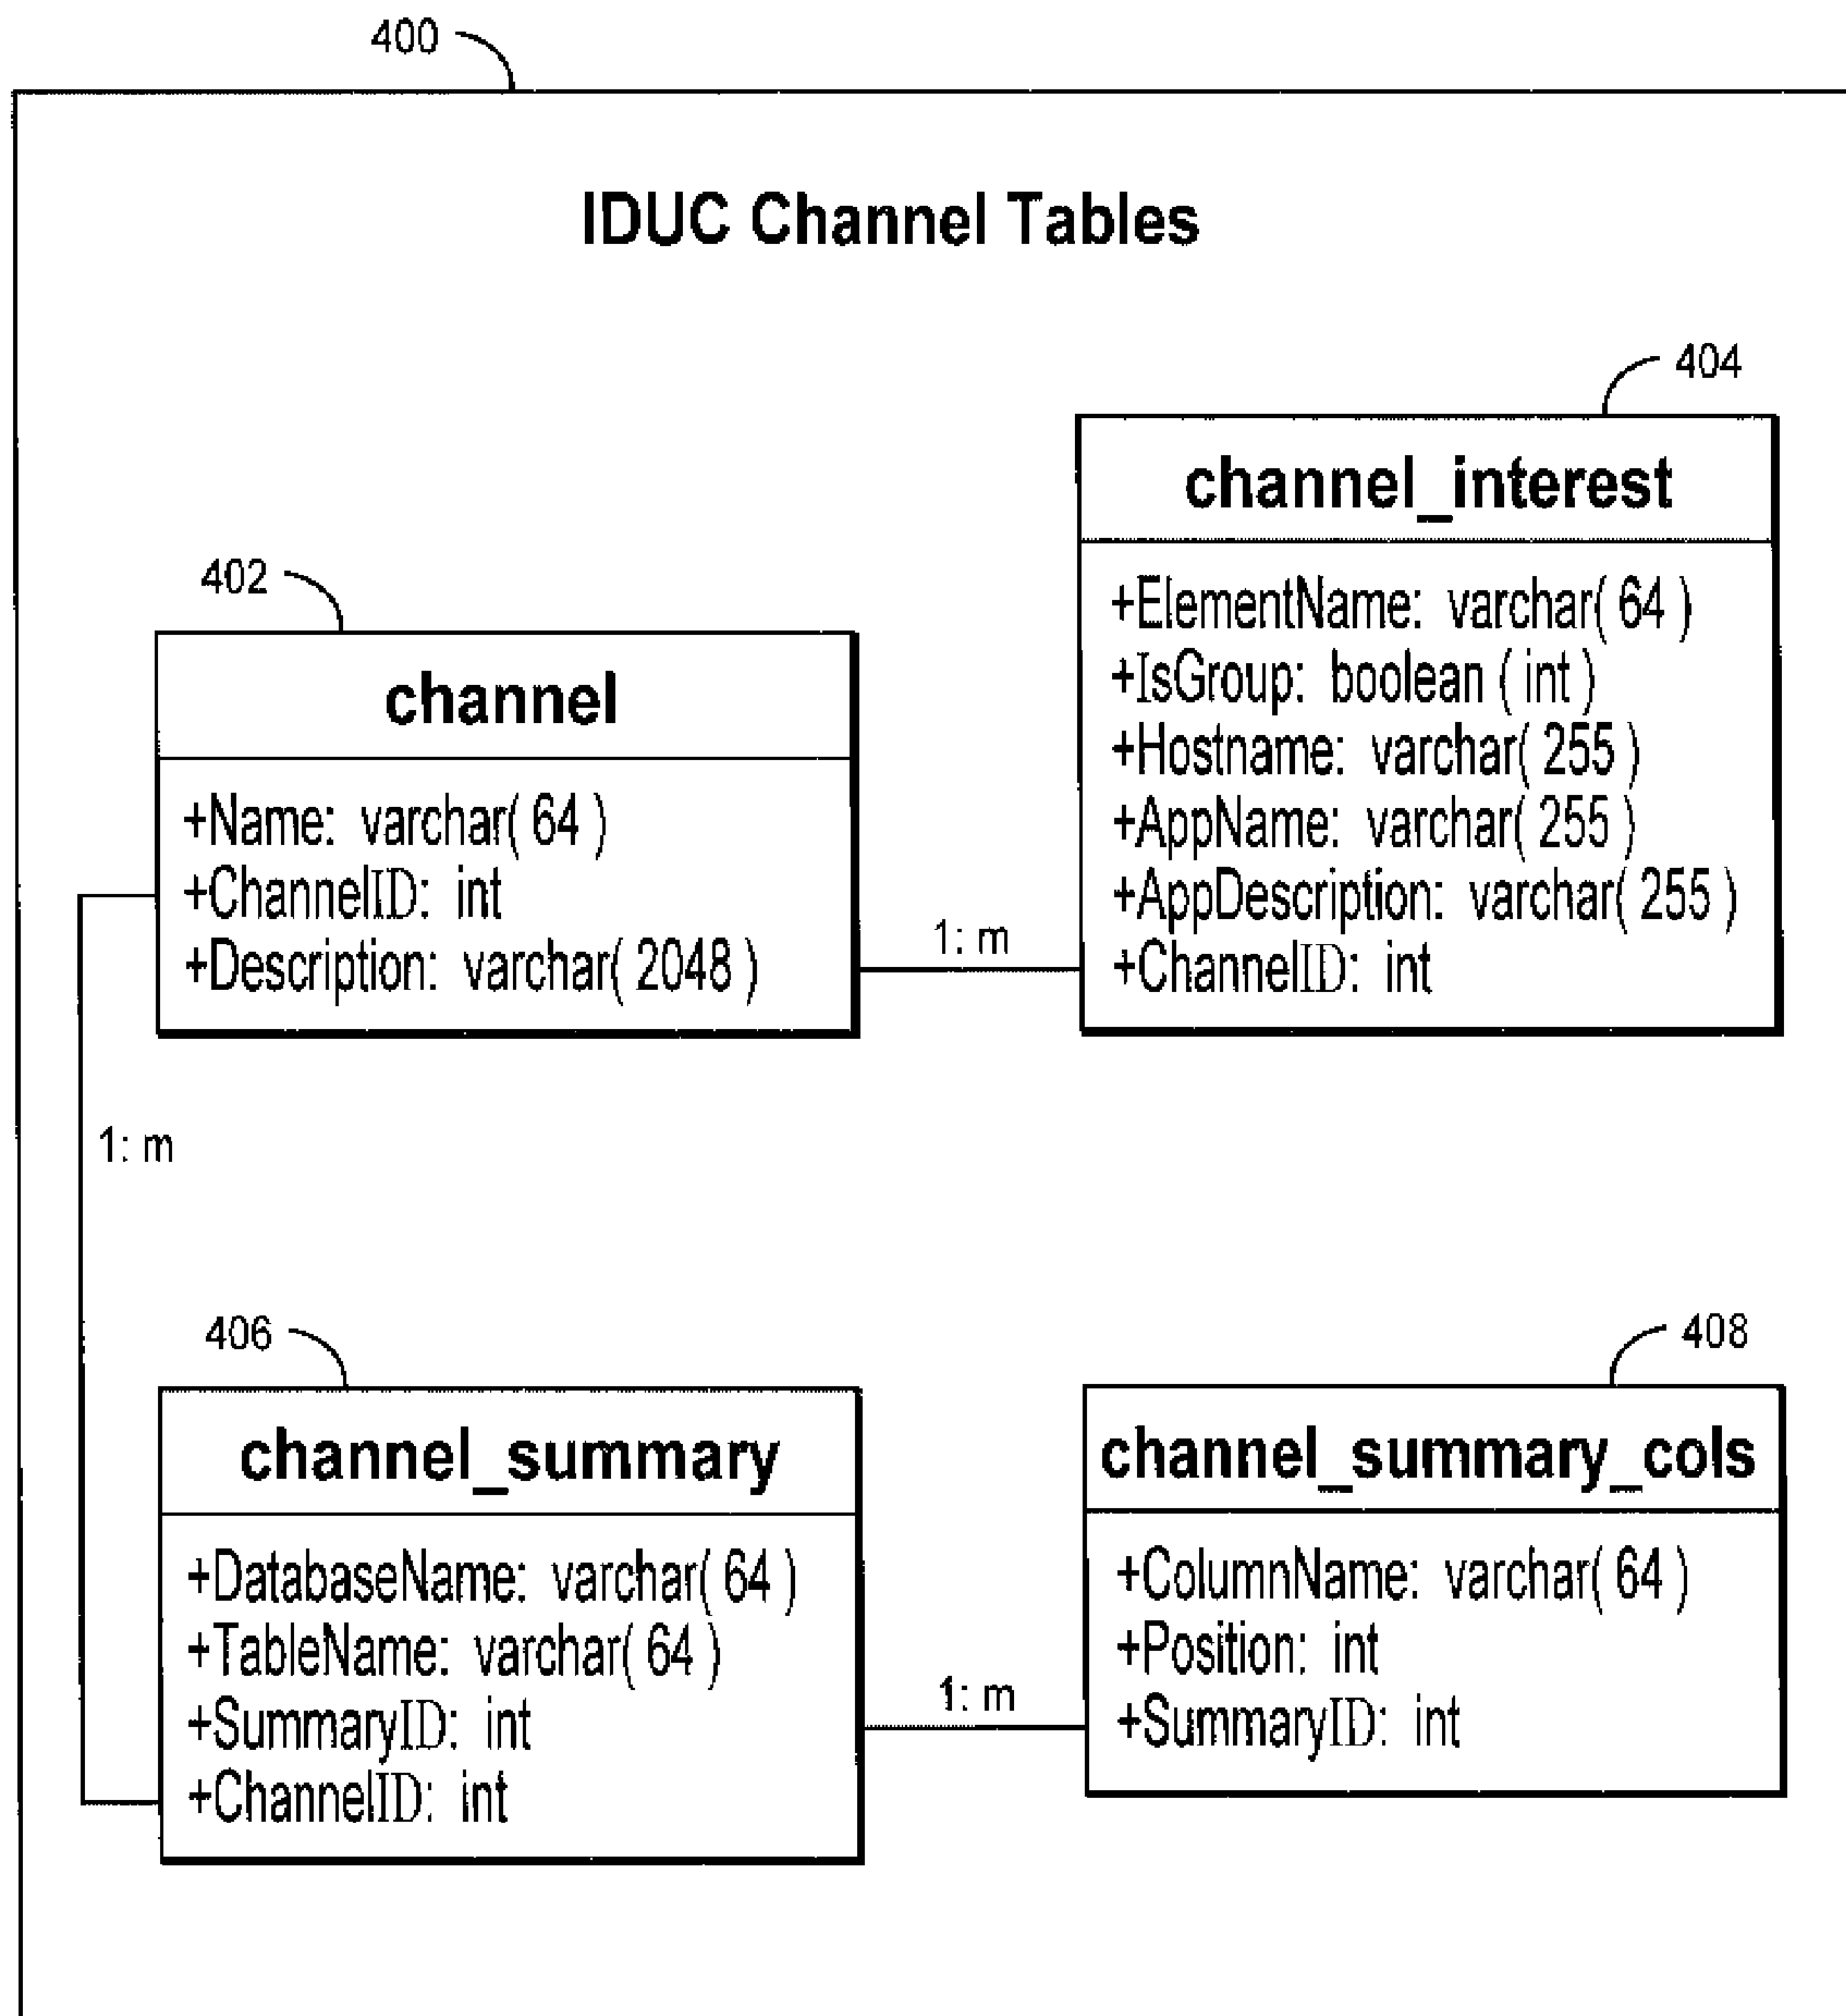 400
IDUC Channel Tables
404
channel_interest
+ElementName: varchar( 64 )
+IsGroup: boolean ( int )
+Hostname: varchar( 255 )
+AppName: varchar( 255 )
+AppDescription: varchar( 255 )
+ChannelID: int
402
channel
+Name: varchar( 64 )
+ChannelID: int
+Description: varchar( 2048 )
1: m
1: m
406
channel_summary
+DatabaseName: varchar( 64 )
+TableName: varchar( 64 )
+SummaryID: int
+ChannelID: int
1: m
408
channel_summary_cols
+ColumnName: varchar( 64 )
+Position: int
+SummaryID: int